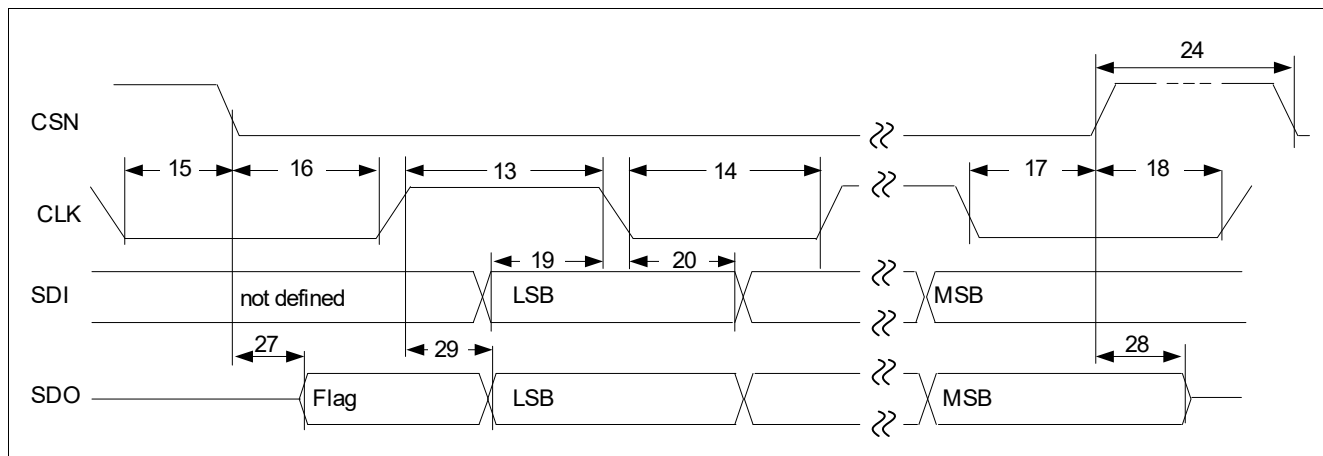 24
CSN
15
16
13
14
17
18
CLK
19
20
SDI
not defined
LSB
MSB
27
29
28
SDO
Flag
LSB
MSB